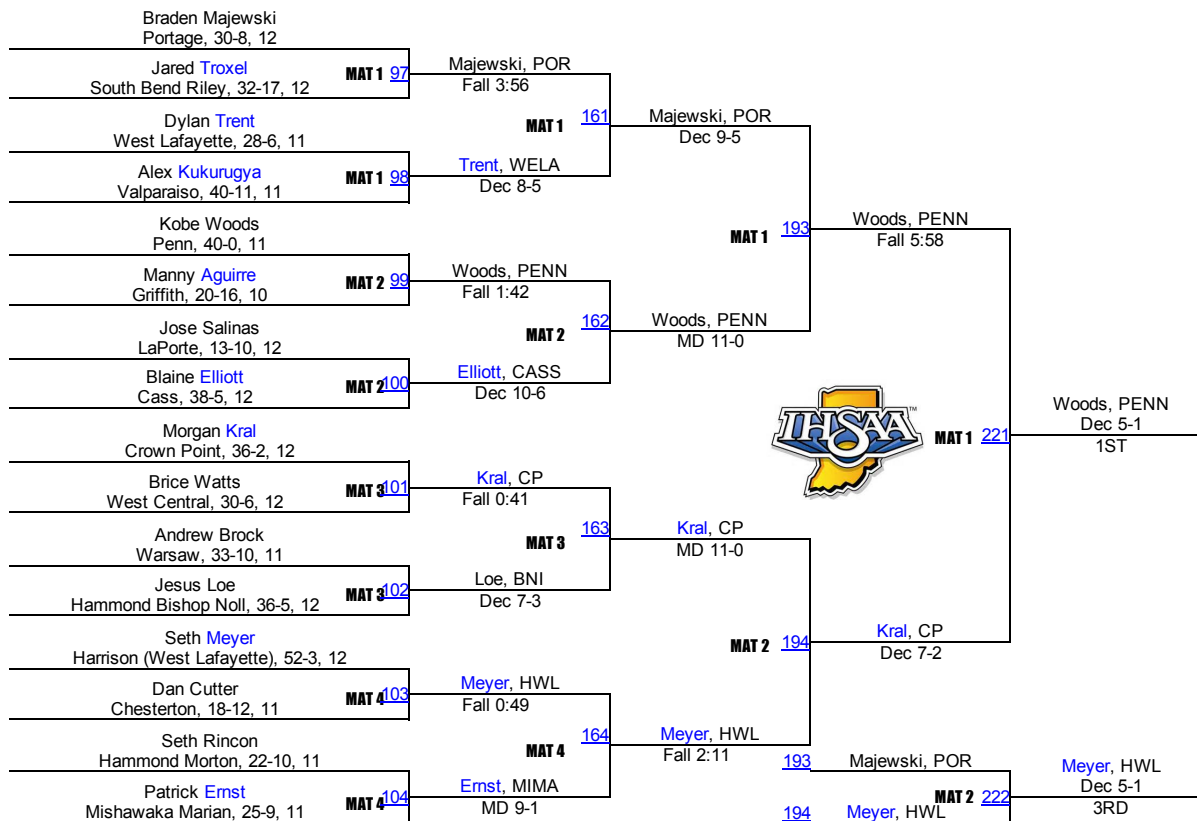 Braden Majewski
Portage, 30-8, 12
Jared Troxel
South Bend Riley, 32-17, 12
MAT 1 97
Majewski, POR
Fall 3:56
Dylan Trent
West Lafayette, 28-6, 11
MAT 1 161
Majewski, POR
Dec 9-5
Alex Kukurugya
Valparaiso, 40-11, 11
MAT 1 98
Trent, WELA
Dec 8-5
Kobe Woods
Penn, 40-0, 11
MAT 1 193
Woods, PENN
Fall 5:58
Manny Aguirre
Griffith, 20-16, 10
MAT 2 99
Woods, PENN
Fall 1:42
Jose Salinas
LaPorte, 13-10, 12
MAT 2 162
Woods, PENN
MD 11-0
Blaine Elliott
Cass, 38-5, 12
MAT 2 100
Elliott, CASS
Dec 10-6
IHSAA
TM
MAT 1 221
Woods, PENN
Dec 5-1
1ST
Morgan Kral
Crown Point, 36-2, 12
Brice Watts
West Central, 30-6, 12
MAT 3 101
Kral, CP
Fall 0:41
Andrew Brock
Warsaw, 33-10, 11
MAT 3 163
Kral, CP
MD 11-0
Jesus Loe
Hammond Bishop Noll, 36-5, 12
MAT 3 102
Loe, BNI
Dec 7-3
Seth Meyer
Harrison (West Lafayette), 52-3, 12
MAT 2 194
Kral, CP
Dec 7-2
Dan Cutter
Chesterton, 18-12, 11
MAT 4 103
Meyer, HWL
Fall 0:49
Seth Rincon
Hammond Morton, 22-10, 11
MAT 4 164
Meyer, HWL
Fall 2:11
Patrick Ernst
Mishawaka Marian, 25-9, 11
MAT 4 104
Ernst, MIMA
MD 9-1
193 Majewski, POR
194 Meyer, HWL
MAT 2 222
Meyer, HWL
Dec 5-1
3RD